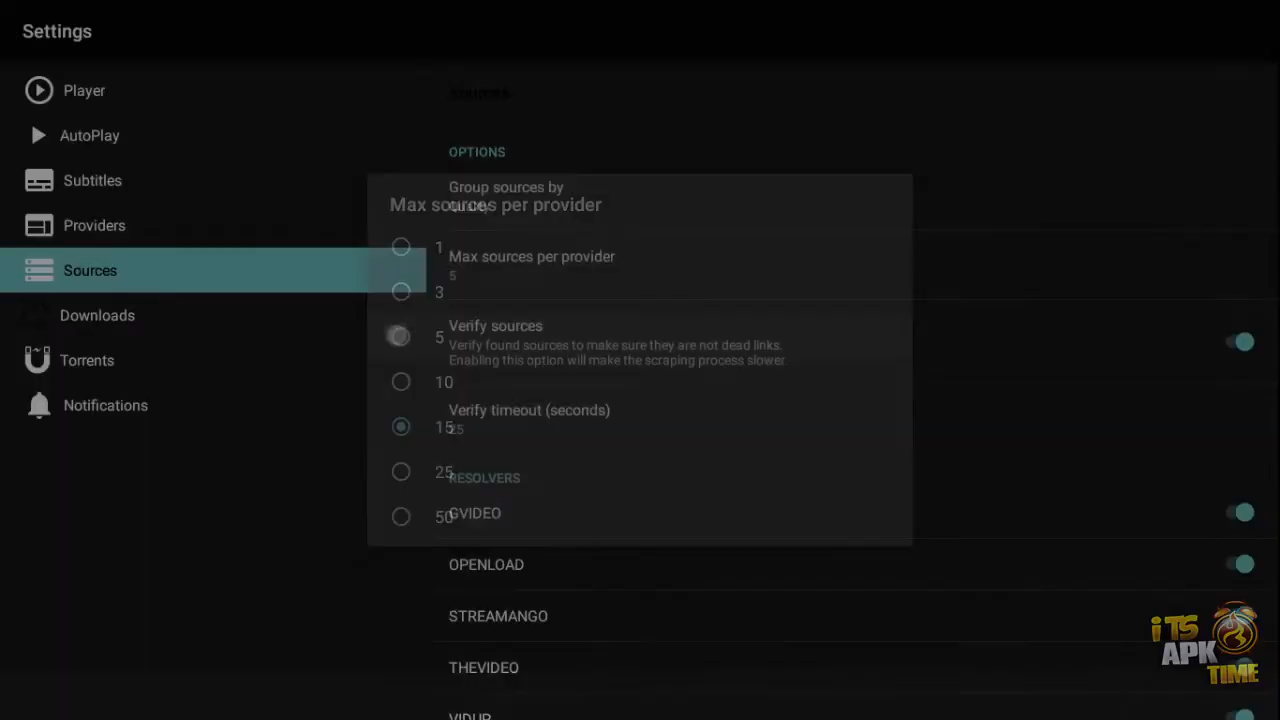 Settings
Player
AutoPlay
Subtitles
Providers
Sources
Downloads
Torrents
Notifications
Sources
OPTIONS
Group sources by
Quality
Max sources per provider
5
Verify sources
Verify found sources to make sure they are not dead links.
Enabling this option will make the scraping process slower.
Verify timeout (seconds)
RESOLVERS
GVIDEO
OPENLOAD
STREAMANGO
THEVIDEO
VIDUP
Max sources per provider
1
3
5
10
15
25
50
iTS
APK
TIME